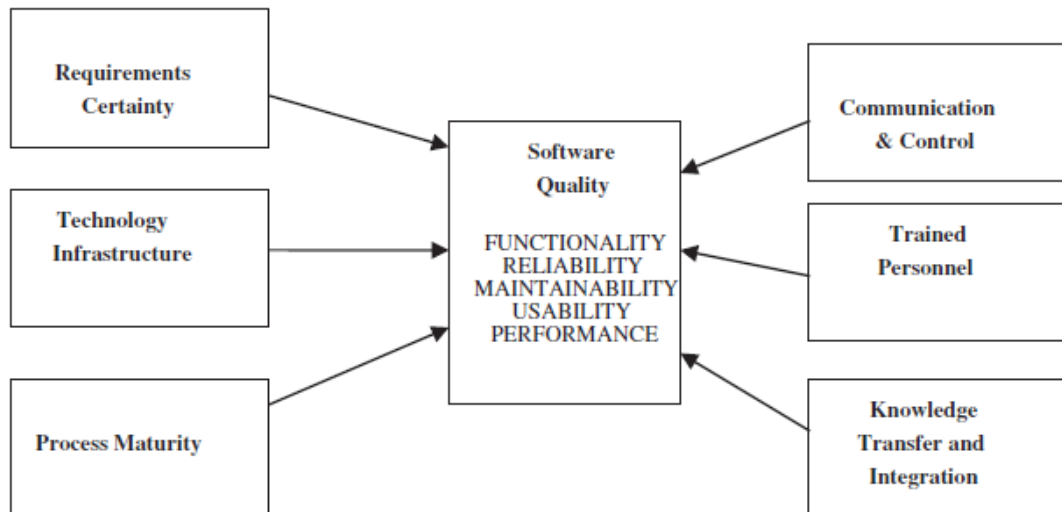 Requirements
Certainty
Technology
Infrastructure
Process Maturity
Software
Quality
FUNCTIONALITY
RELIABILITY
MAINTAINABILITY
USABILITY
PERFORMANCE
Communication
& Control
Trained
Personnel
Knowledge
Transfer and
Integration